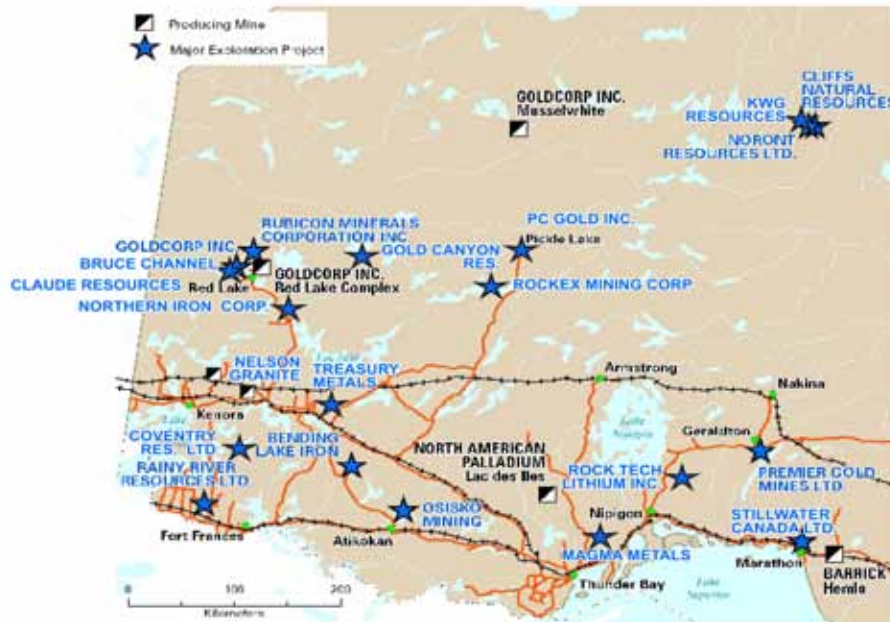 Producing Mine
Major Exploration Project
GOLDCORP INC.
Musselwhite
CLIFFS
NATURAL
RESOURCES
KWG
RESOURCES
NORONT
RESOURCES LTD.
RUBICON MINERALS
CORPORATION INC
GOLDCORP INC
BRUCE CHANNEL
CLAUDE RESOURCES
Red Lake
GOLDCORP INC.
Red Lake Complex
NORTHERN IRON CORP.
GOLD CANYON
RES.
PC GOLD INC.
Pickle Lake
ROCKEX MINING CORP
NELSON
GRANITE
TREASURY
METALS
Armstrong
Nakina
Kenora
Lake
Lake
Nipigon
Geraldton
COVENTRY
RES. LTD
RAINY RIVER
RESOURCES LTD
BENDING
LAKE IRON
NORTH AMERICAN
PALLADIUM
Lac des Iles
ROCK TECH
LITHIUM INC
PREMIER GOLD
MINES LTD
OSISKO
MINING
Nipigon
STILLWATER
CANADA LTD
Fort Frances
Atikokan
MAGMA METALS
Marathon
BARRICK
Hemlo
Thunder Bay
Lake
Superior
0 100 200
Kilometers